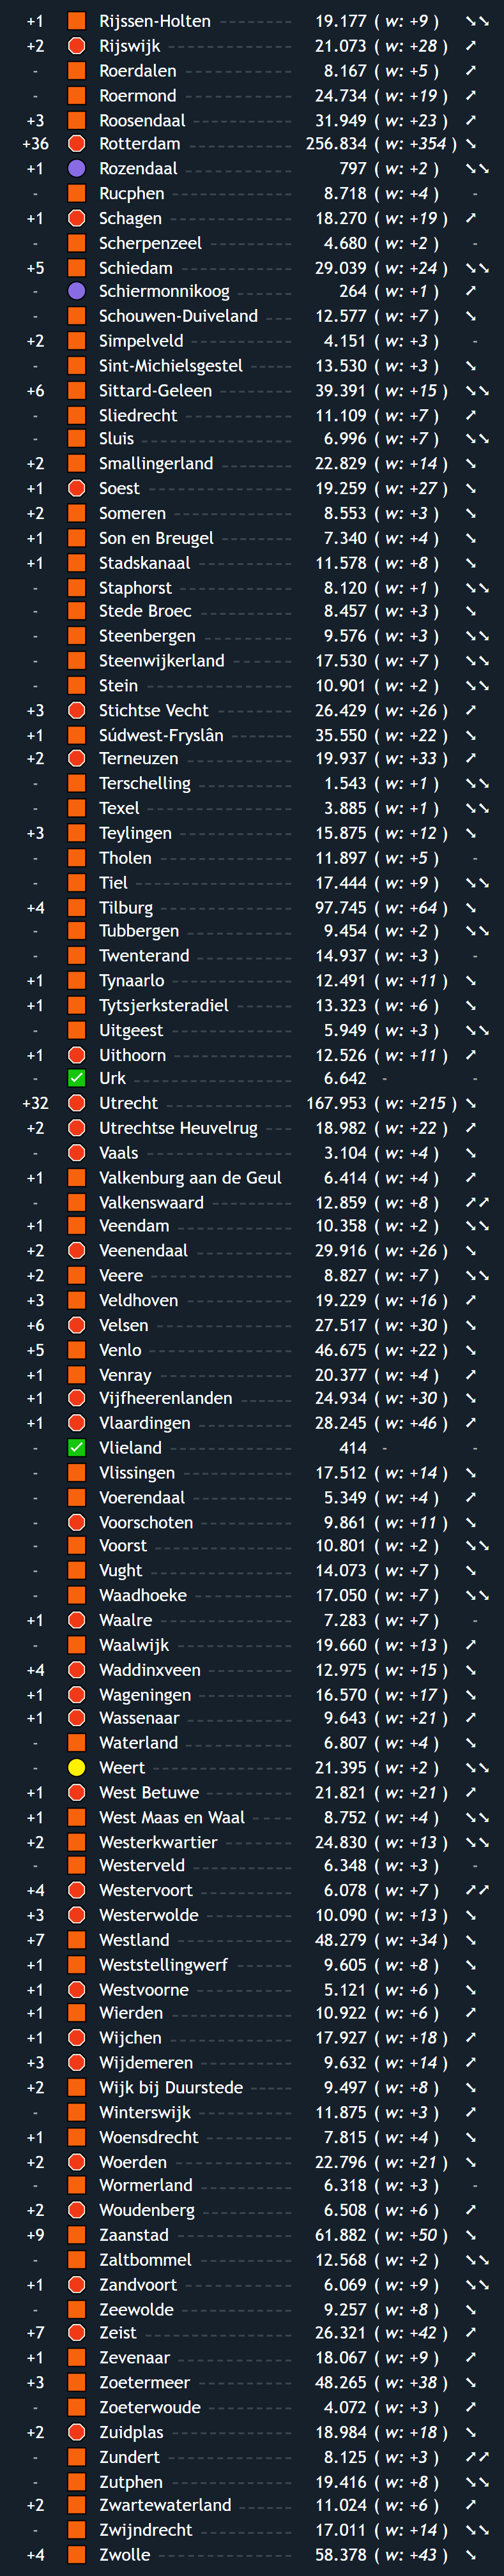 +1 Rijssen-Holten 19.177 ( w: +9 ) ↘↘
+2 Rijswijk 21.073 ( w: +28 ) ↗
- Roerdalen 8.167 ( w: +5 ) ↗
- Roermond 24.734 ( w: +19 ) ↗
+3 Roosendaal 31.949 ( w: +23 ) ↗
+36 Rotterdam 256.834 ( w: +354 ) ↘
+1 Rozendaal 797 ( w: +2 ) ↘↘
- Rucphen 8.718 ( w: +4 ) -
+1 Schagen 18.270 ( w: +19 ) ↗
- Scherpenzeel 4.680 ( w: +2 ) -
+5 Schiedam 29.039 ( w: +24 ) ↘↘
- Schiermonnikoog 264 ( w: +1 ) ↗
- Schouwen-Duiveland 12.577 ( w: +7 ) ↘
+2 Simpelveld 4.151 ( w: +3 ) -
- Sint-Michielsgestel 13.530 ( w: +3 ) ↘
+6 Sittard-Geleen 39.391 ( w: +15 ) ↘↘
- Sliedrecht 11.109 ( w: +7 ) ↗
- Sluis 6.996 ( w: +7 ) ↘↘
+2 Smallingerland 22.829 ( w: +14 ) ↘
+1 Soest 19.259 ( w: +27 ) ↘
+2 Someren 8.553 ( w: +3 ) ↘
+1 Son en Breugel 7.340 ( w: +4 ) ↘
+1 Stadskanaal 11.578 ( w: +8 ) ↘
- Staphorst 8.120 ( w: +1 ) ↘↘
- Stede Broec 8.457 ( w: +3 ) ↘
- Steenbergen 9.576 ( w: +3 ) ↘↘
- Steenwijkerland 17.530 ( w: +7 ) ↘↘
- Stein 10.901 ( w: +2 ) ↘↘
+3 Stichtse Vecht 26.429 ( w: +26 ) ↗
+1 Súdwest-Fryslân 35.550 ( w: +22 ) ↘
+2 Terneuzen 19.937 ( w: +33 ) ↗
- Terschelling 1.543 ( w: +1 ) ↘↘
- Texel 3.885 ( w: +1 ) ↘↘
+3 Teylingen 15.875 ( w: +12 ) ↘
- Tholen 11.897 ( w: +5 ) -
- Tiel 17.444 ( w: +9 ) ↘↘
+4 Tilburg 97.745 ( w: +64 ) ↘
- Tubbergen 9.454 ( w: +2 ) ↘↘
- Twenterand 14.937 ( w: +3 ) -
+1 Tynaarlo 12.491 ( w: +11 ) ↘
+1 Tytsjerksteradiel 13.323 ( w: +6 ) ↘
- Uitgeest 5.949 ( w: +3 ) ↘↘
+1 Uithoorn 12.526 ( w: +11 ) ↗
- Urk 6.642 - -
+32 Utrecht 167.953 ( w: +215 ) ↘
+2 Utrechtse Heuvelrug 18.982 ( w: +22 ) ↗
- Vaals 3.104 ( w: +4 ) ↘
+1 Valkenburg aan de Geul 6.414 ( w: +4 ) ↗
- Valkenswaard 12.859 ( w: +8 ) ↗↗
+1 Veendam 10.358 ( w: +2 ) ↘↘
+2 Veenendaal 29.916 ( w: +26 ) ↘
+2 Veere 8.827 ( w: +7 ) ↘↘
+3 Veldhoven 19.229 ( w: +16 ) ↗
+6 Velsen 27.517 ( w: +30 ) ↘
+5 Venlo 46.675 ( w: +22 ) ↘
+1 Venray 20.377 ( w: +4 ) ↗
+1 Vijfheerenlanden 24.934 ( w: +30 ) ↘
+1 Vlaardingen 28.245 ( w: +46 ) ↗
- Vlieland 414 - -
- Vlissingen 17.512 ( w: +14 ) ↘
- Voerendaal 5.349 ( w: +4 ) ↗
- Voorschoten 9.861 ( w: +11 ) ↘
- Voorst 10.801 ( w: +2 ) ↘↘
- Vught 14.073 ( w: +7 ) ↘
- Waadhoeke 17.050 ( w: +7 ) ↘↘
+1 Waalre 7.283 ( w: +7 ) -
- Waalwijk 19.660 ( w: +13 ) ↗
+4 Waddinxveen 12.975 ( w: +15 ) ↘
+1 Wageningen 16.570 ( w: +17 ) ↘
+1 Wassenaar 9.643 ( w: +21 ) ↗
- Waterland 6.807 ( w: +4 ) ↘
- Weert 21.395 ( w: +2 ) ↘↘
+1 West Betuwe 21.821 ( w: +21 ) ↗
+1 West Maas en Waal 8.752 ( w: +4 ) ↘↘
+2 Westerkwartier 24.830 ( w: +13 ) ↘↘
- Westerveld 6.348 ( w: +3 ) -
+4 Westervoort 6.078 ( w: +7 ) ↗↗
+3 Westerwolde 10.090 ( w: +13 ) ↘
+7 Westland 48.279 ( w: +34 ) ↘
+1 Weststellingwerf 9.605 ( w: +8 ) ↘
+1 Westvoorne 5.121 ( w: +6 ) ↘
+1 Wierden 10.922 ( w: +6 ) ↗
+1 Wijchen 17.927 ( w: +18 ) ↗
+3 Wijdemeren 9.632 ( w: +14 ) ↗
+2 Wijk bij Duurstede 9.497 ( w: +8 ) ↘
- Winterswijk 11.875 ( w: +3 ) ↗
+1 Woensdrecht 7.815 ( w: +4 ) ↘
+2 Woerden 22.796 ( w: +21 ) ↘
- Wormerland 6.318 ( w: +3 ) -
+2 Woudenberg 6.508 ( w: +6 ) ↗
+9 Zaanstad 61.882 ( w: +50 ) ↘
- Zaltbommel 12.568 ( w: +2 ) ↘↘
+1 Zandvoort 6.069 ( w: +9 ) ↘↘
- Zeewolde 9.257 ( w: +8 ) ↘
+7 Zeist 26.321 ( w: +42 ) ↗
+1 Zevenaar 18.067 ( w: +9 ) ↗
+3 Zoetermeer 48.265 ( w: +38 ) ↘
- Zoeterwoude 4.072 ( w: +3 ) ↗
+2 Zuidplas 18.984 ( w: +18 ) ↘
- Zundert 8.125 ( w: +3 ) ↗↗
- Zutphen 19.416 ( w: +8 ) ↘↘
+2 Zwartewaterland 11.024 ( w: +6 ) ↗
- Zwijndrecht 17.011 ( w: +14 ) ↘↘
+4 Zwolle 58.378 ( w: +43 ) ↘